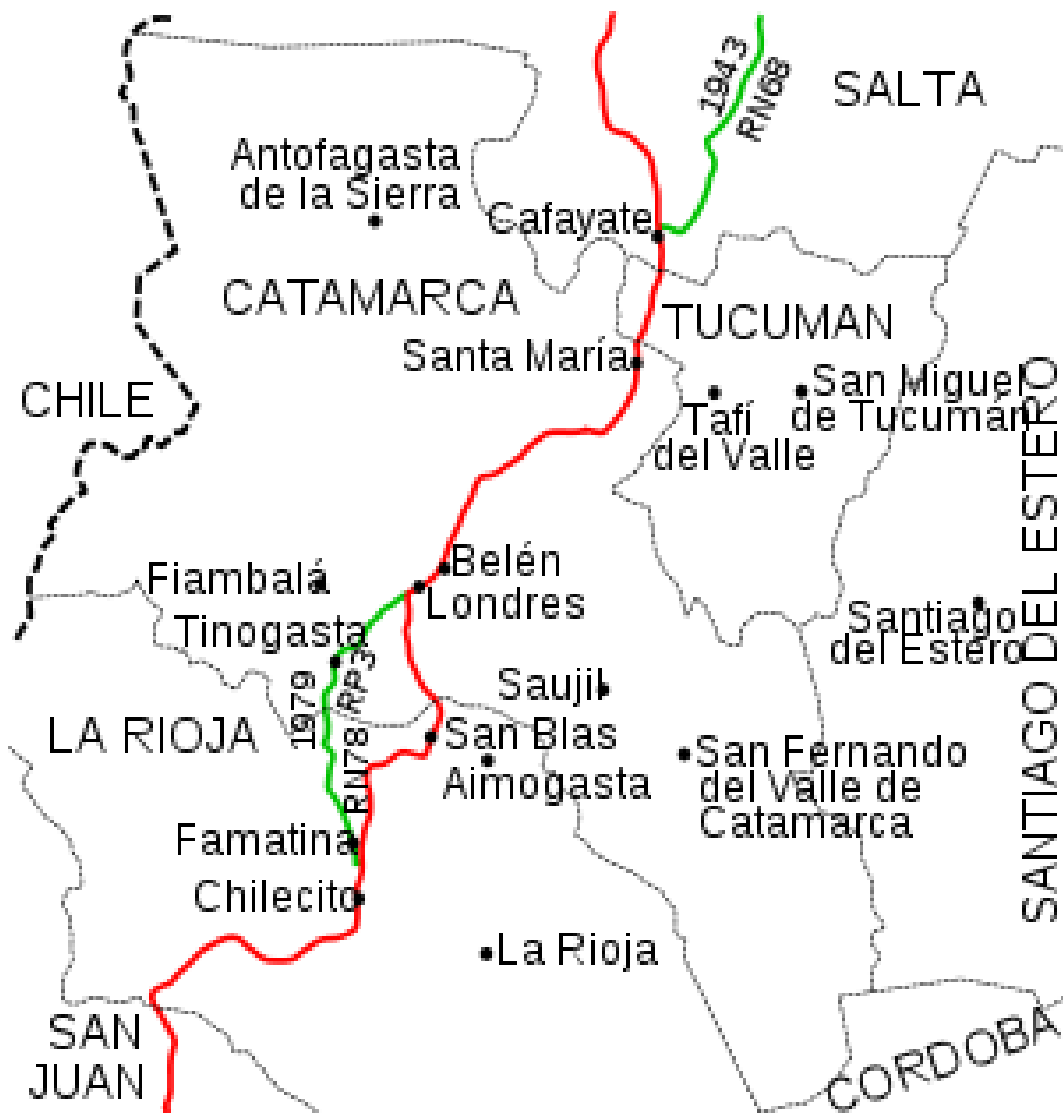 1943
RN68
SALTA
Antofagasta
de la Sierra
Cafayate
CATAMARCA
TUCUMAN
Santa María
CHILE
San Miguel
de Tucumán
Tafí
del Valle
SANTIAGO DEL ESTERO
Belén
Fiambalá
Londres
Santiago
del Estero
Tinogasta
1979
RP3
RN78
Saujil
LA RIOJA
San Blas
Aimogasta
San Fernando
del Valle de
Catamarca
Famatina
Chilecito
La Rioja
SAN
JUAN
CORDOBA